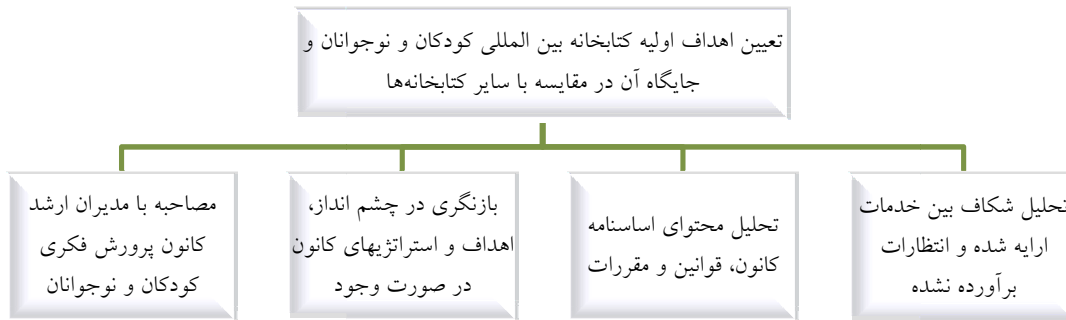 تعیین اهداف اولیه کتابخانه بین المللی کودکان و نوجوانان و
جایگاه آن در مقایسه با سایر کتابخانه‌ها
تحلیل شکاف بین خدمات
ارایه شده و انتظارات
برآورده نشده
تحلیل محتوای اساسنامه
کانون، قوانین و مقررات
بازنگری در چشم انداز،
اهداف و استراتژیهای کانون
در صورت وجود
مصاحبه با مدیران ارشد
کانون پرورش فکری
کودکان و نوجوانان